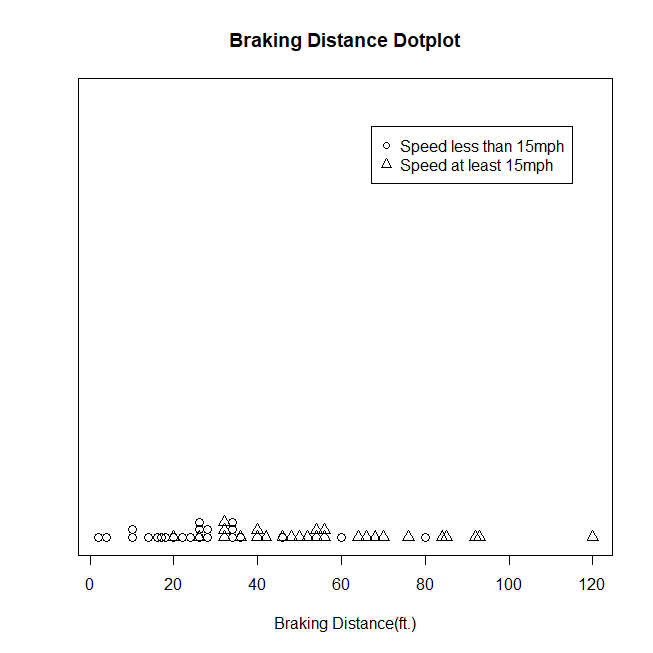 Braking Distance Dotplot
Speed less than 15mph
Speed at least 15mph
0 20 40 60 80 100 120
Braking Distance(ft.)